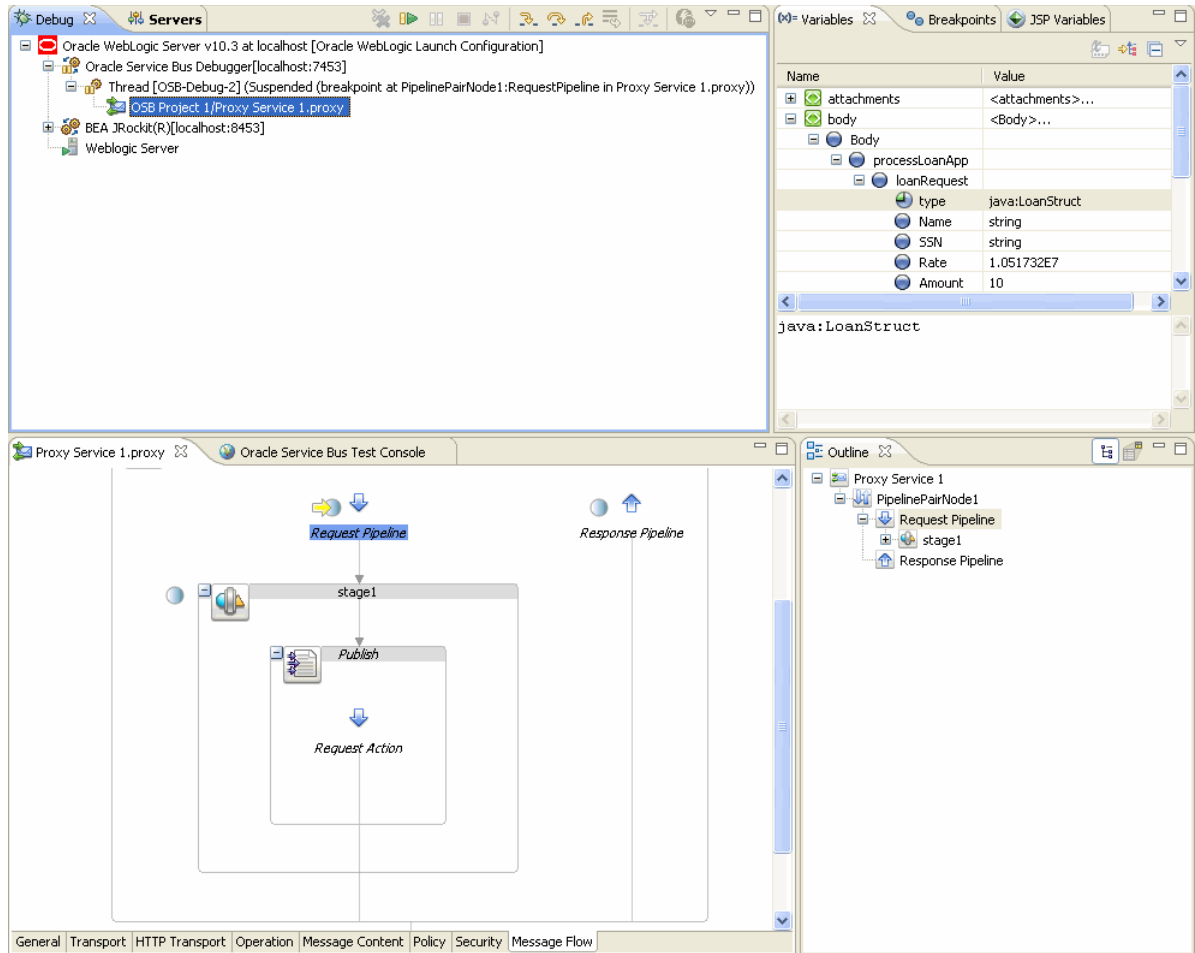 Debug
Servers
Oracle WebLogic Server v10.3 at localhost [Oracle WebLogic Launch Configuration]
Oracle Service Bus Debugger[localhost:7453]
Thread [OSB-Debug-2] (Suspended (breakpoint at PipelinePairNode1:RequestPipeline in Proxy Service 1.proxy))
OSB Project 1/Proxy Service 1.proxy
BEA JRockit(R)[localhost:8453]
Weblogic Server
(x)= Variables
Breakpoints
JSP Variables
Name Value
attachments <attachments>...
body <Body>...
Body
processLoanApp
loanRequest
type java:LoanStruct
Name string
SSN string
Rate 1.051732E7
Amount 10
java:LoanStruct
Proxy Service 1.proxy
Oracle Service Bus Test Console
Request Pipeline
Response Pipeline
stage1
Publish
Request Action
General Transport HTTP Transport Operation Message Content Policy Security Message Flow
Outline
Proxy Service 1
PipelinePairNode1
Request Pipeline
stage1
Response Pipeline